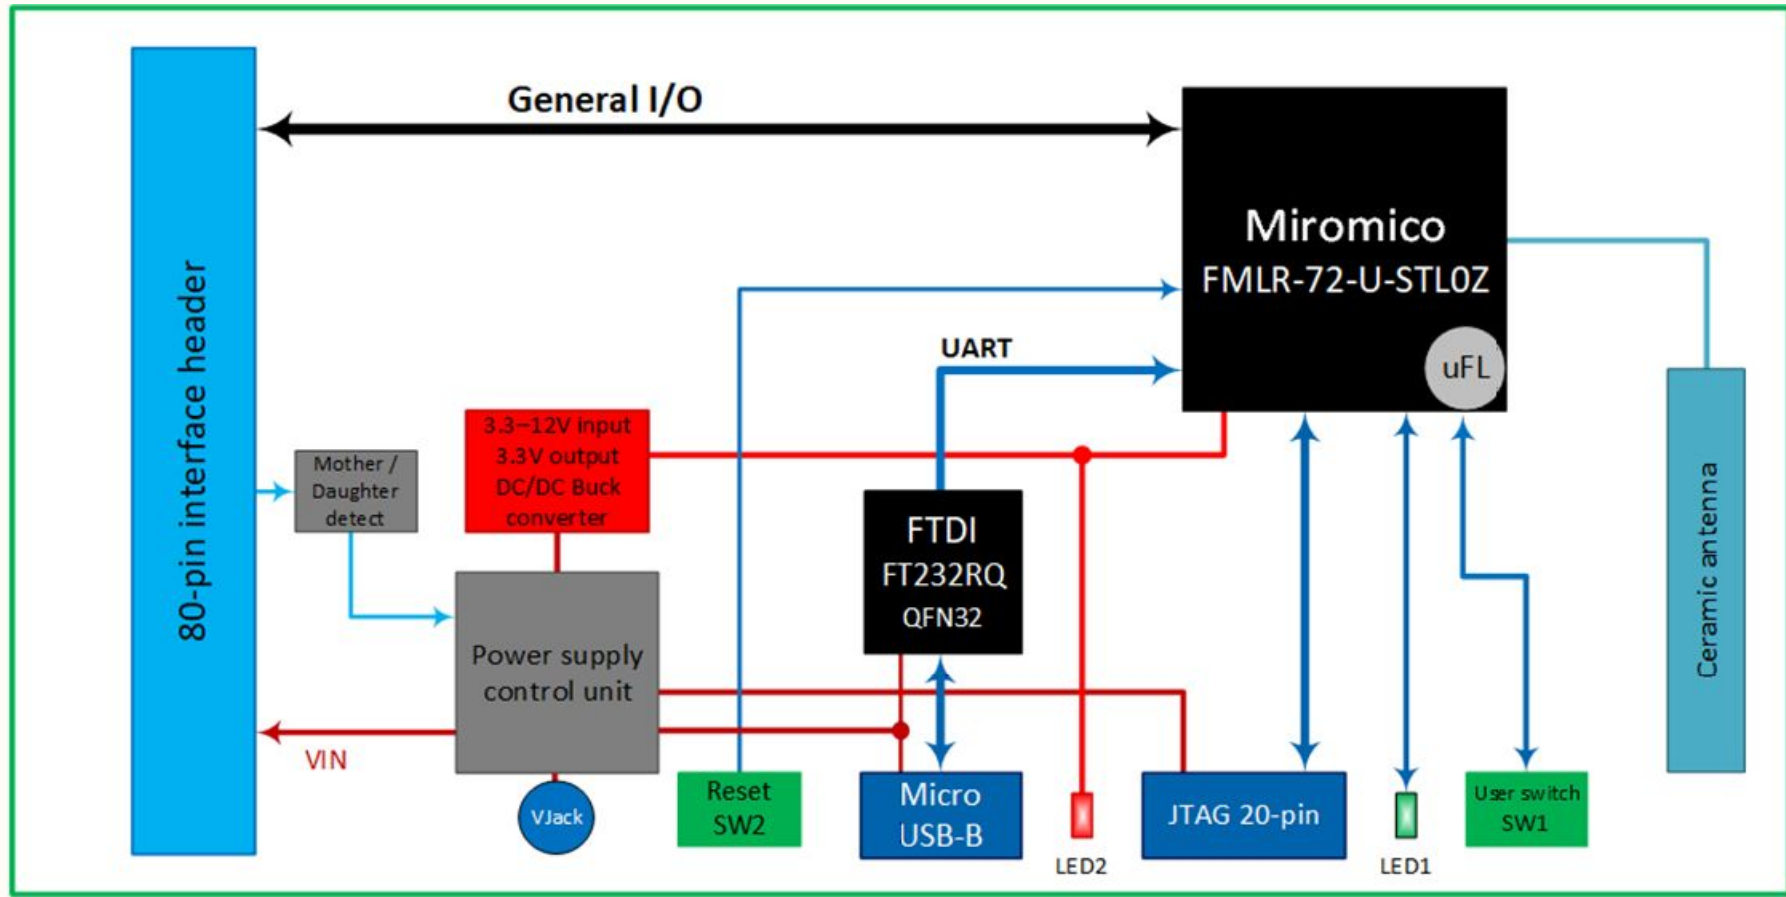 General I/O
80-pin interface header
Miromico
FMLR-72-U-STL0Z
uFL
UART
Ceramic antenna
3.3–12V input
3.3V output
DC/DC Buck
converter
Mother /
Daughter
detect
FTDI
FT232RQ
QFN32
Power supply
control unit
VIN
VJack
Reset
SW2
Micro
USB-B
LED2
JTAG 20-pin
LED1
User switch
SW1